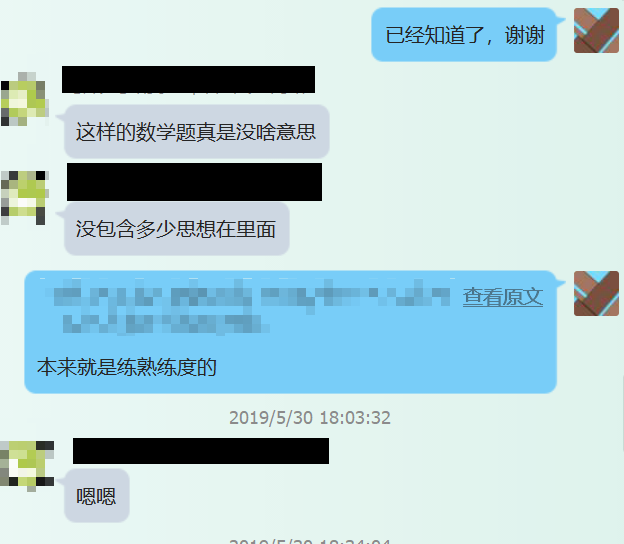 已经知道了，谢谢
这样的数学题真是没啥意思
没包含多少思想在里面
查看原文
本来就是练熟练度的
2019/5/30 18:03:32
嗯嗯